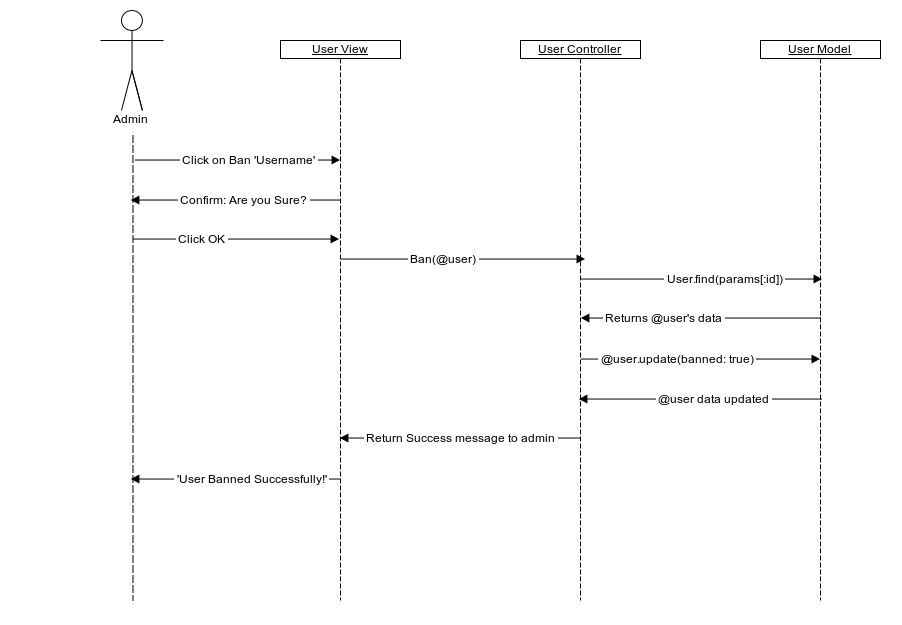 User View
User Controller
User Model
Admin
Click on Ban 'Username'
Confirm: Are you Sure?
Click OK
Ban(@user)
User.find(params[:id])
Returns @user's data
@user.update(banned: true)
@user data updated
Return Success message to admin
'User Banned Successfully!'